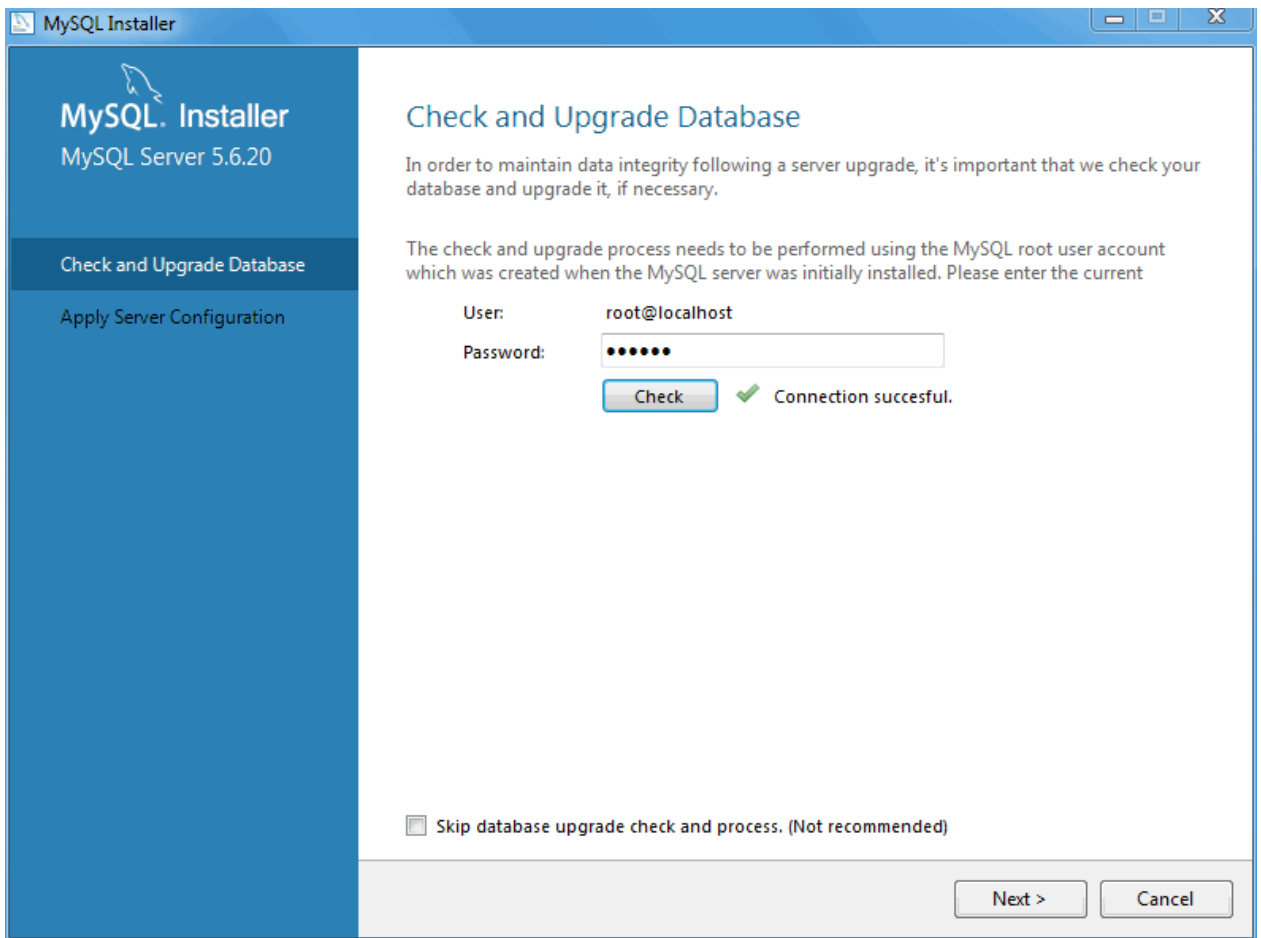 MySQL Installer
MySQL. Installer
MySQL Server 5.6.20
Check and Upgrade Database
Apply Server Configuration
Check and Upgrade Database
In order to maintain data integrity following a server upgrade, it's important that we check your
database and upgrade it, if necessary.
The check and upgrade process needs to be performed using the MySQL root user account
which was created when the MySQL server was initially installed. Please enter the current
User: root@localhost
Password: ••••••
Check Connection succesful.
Skip database upgrade check and process. (Not recommended)
Next > Cancel